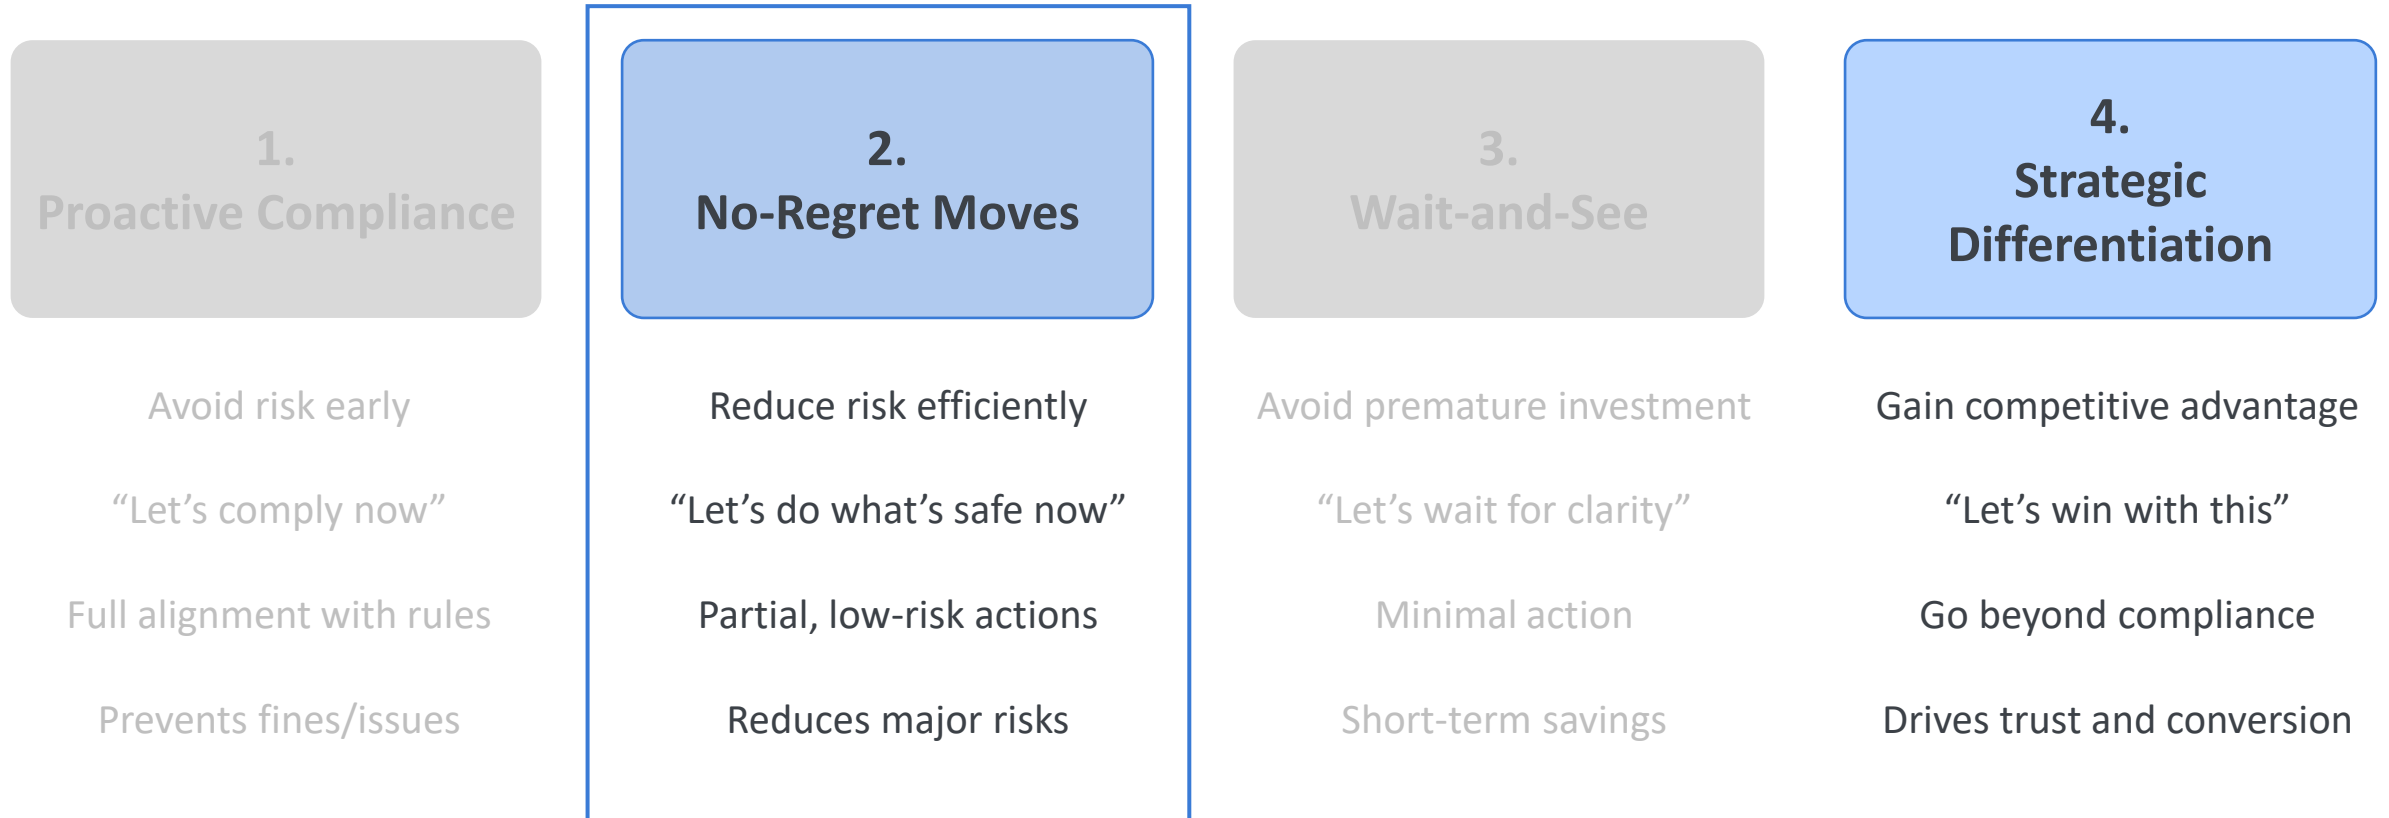 1.
Proactive Compliance
Avoid risk early
“Let’s comply now”
Full alignment with rules
Prevents fines/issues
2.
No-Regret Moves
Reduce risk efficiently
“Let’s do what’s safe now”
Partial, low-risk actions
Reduces major risks
3.
Wait-and-See
Avoid premature investment
“Let’s wait for clarity”
Minimal action
Short-term savings
4.
Strategic
Differentiation
Gain competitive advantage
“Let’s win with this”
Go beyond compliance
Drives trust and conversion